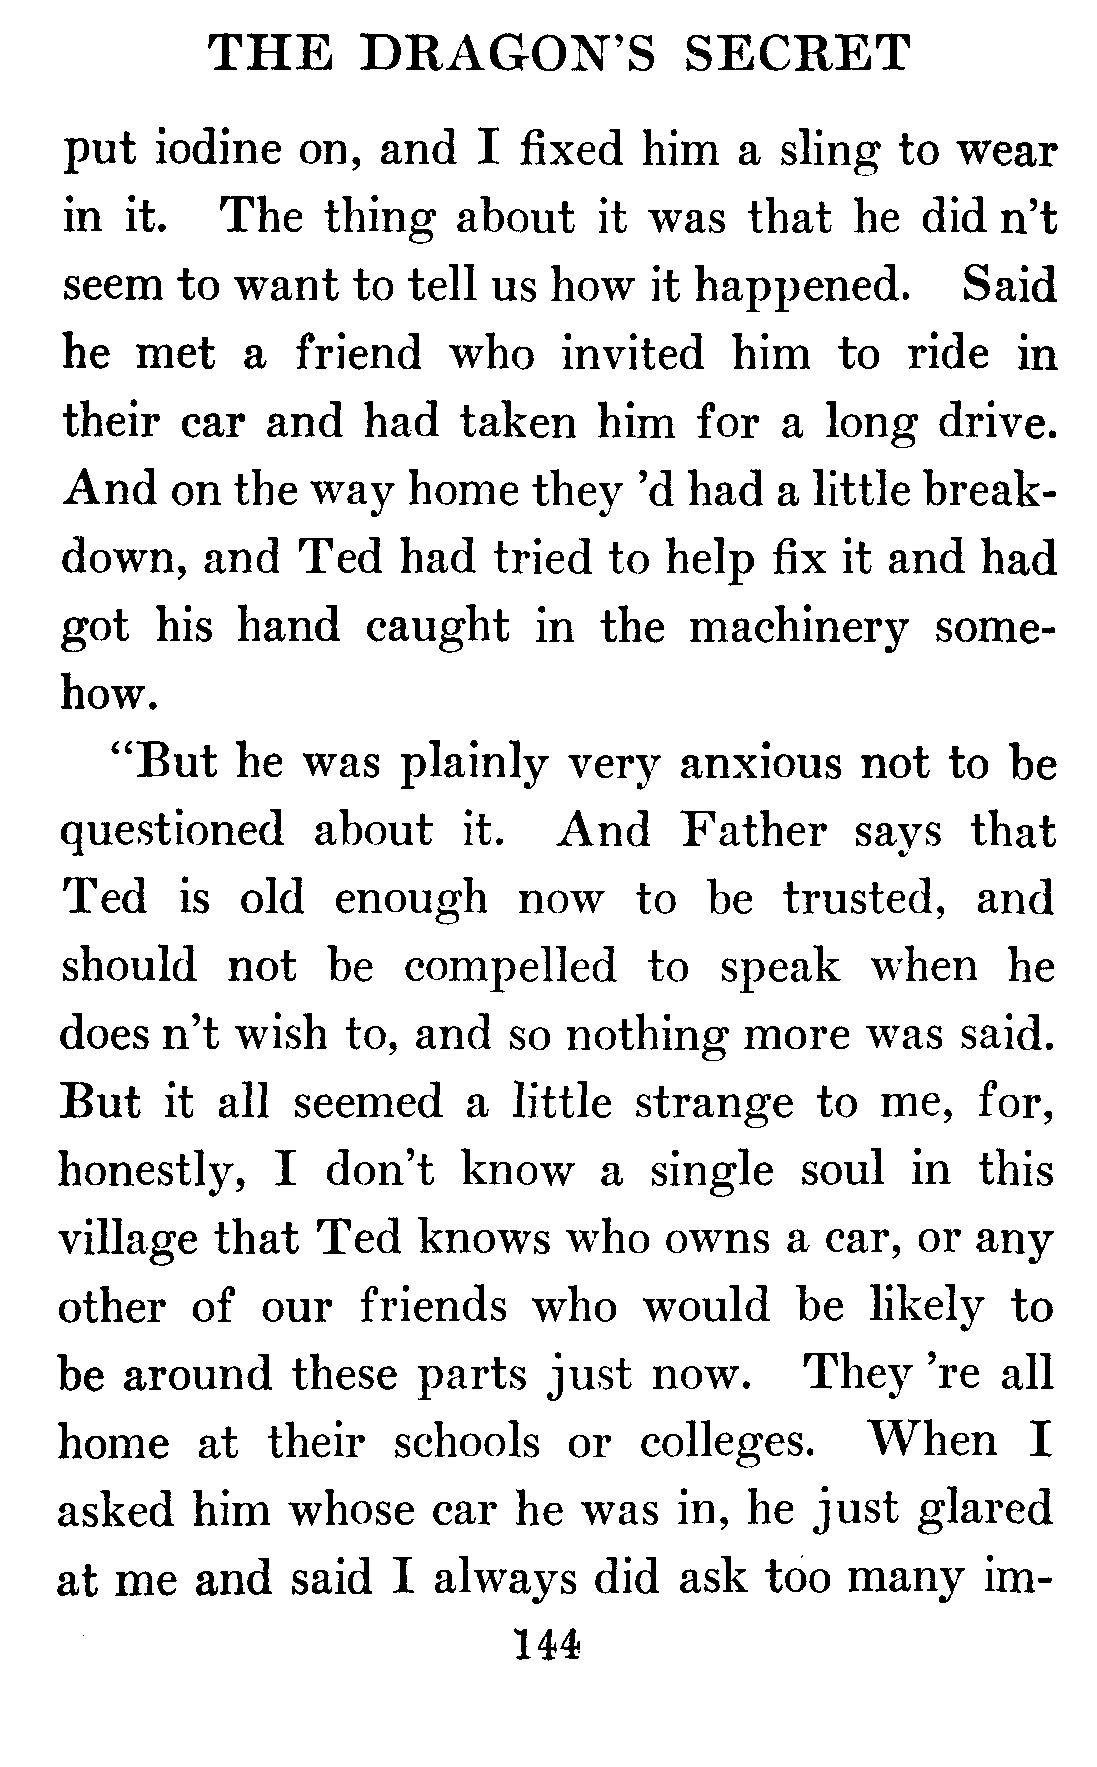 THE DRAGON'S SECRET
put iodine on, and I fixed him a sling to wear
in it. The thing about it was that he did n't
seem to want to tell us how it happened. Said
he met a friend who invited him to ride in
their car and had taken him for a long drive.
And on the way home they 'd had a little break-
down, and Ted had tried to help fix it and had
got his hand caught in the machinery some-
how.
"But he was plainly very anxious not to be
questioned about it. And Father says that
Ted is old enough now to be trusted, and
should not be compelled to speak when he
does n't wish to, and so nothing more was said.
But it all seemed a little strange to me, for,
honestly, I don't know a single soul in this
village that Ted knows who owns a car, or any
other of our friends who would be likely to
be around these parts just now. They 're all
home at their schools or colleges. When I
asked him whose car he was in, he just glared
at me and said I always did ask too many im-
144